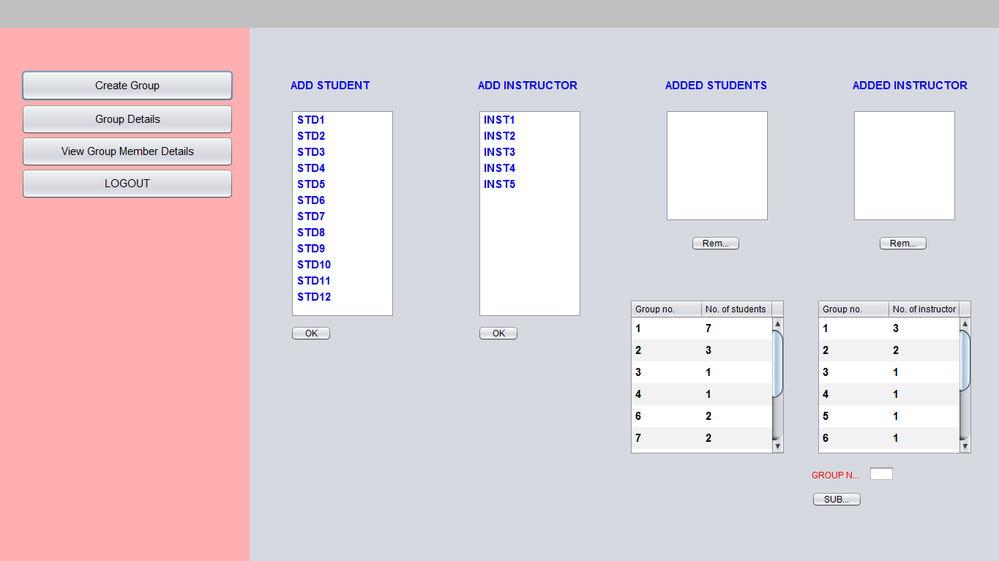 Create Group
Group Details
View Group Member Details
LOGOUT
ADD STUDENT
STD1
STD2
STD3
STD4
STD5
STD6
STD7
STD8
STD9
STD10
STD11
STD12
OK
ADD INSTRUCTOR
INST1
INST2
INST3
INST4
INST5
OK
ADDED STUDENTS
Rem...
ADDED INSTRUCTOR
Rem...
Group no. No. of students
1 7
2 3
3 1
4 1
6 2
7 2
Group no. No. of instructor
1 3
2 2
3 1
4 1
5 1
6 1
GROUP N...
SUB...